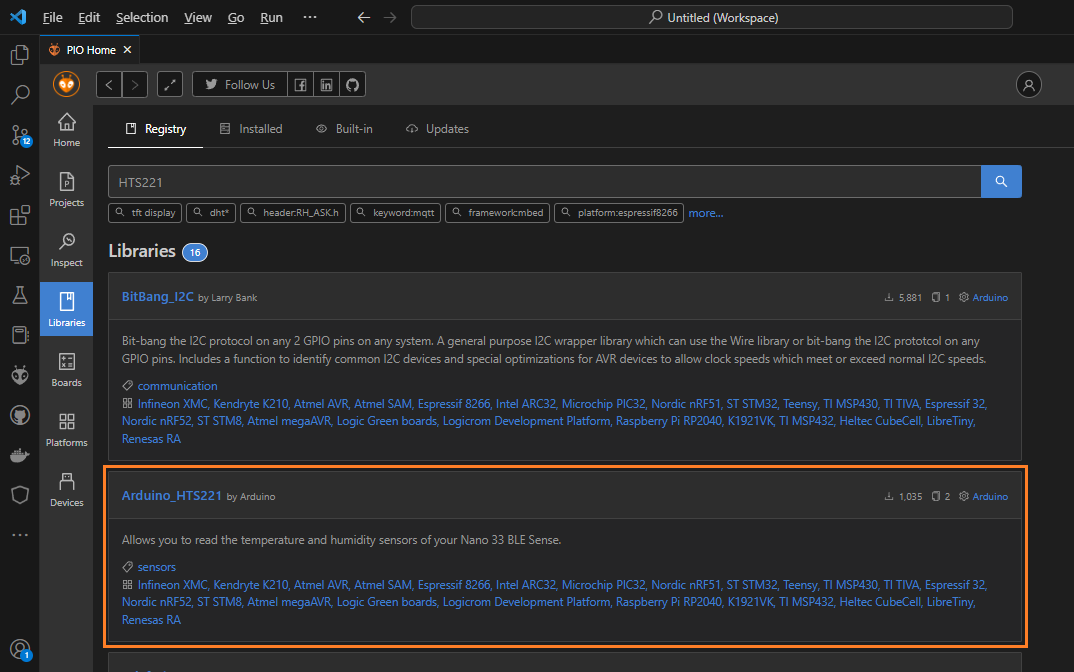 File Edit Selection View Go Run ··· Untitled (Workspace)
PIO Home
Follow Us
12
Home
Projects
Inspect
Libraries
Boards
Platforms
Devices
1
Registry Installed Built-in Updates
HTS221
tft display dht* header:RH_ASK.h keyword:mqtt framework:mbed platform:espressif8266 more...
Libraries 16
BitBang_I2C by Larry Bank 5,881 1 Arduino
Bit-bang the I2C protocol on any 2 GPIO pins on any system. A general purpose I2C wrapper library which can use the Wire library or bit-bang the I2C prototcol on any
GPIO pins. Includes a function to identify common I2C devices and special optimizations for AVR devices to allow clock speeds which meet or exceed normal I2C speeds.
communication
Infineon XMC, Kendryte K210, Atmel AVR, Atmel SAM, Espressif 8266, Intel ARC32, Microchip PIC32, Nordic nRF51, ST STM32, Teensy, TI MSP430, TI TIVA, Espressif 32,
Nordic nRF52, ST STM8, Atmel megaAVR, Logic Green boards, Logicrom Development Platform, Raspberry Pi RP2040, K1921VK, TI MSP432, Heltec CubeCell, LibreTiny,
Renesas RA
Arduino_HTS221 by Arduino 1,035 2 Arduino
Allows you to read the temperature and humidity sensors of your Nano 33 BLE Sense.
sensors
Infineon XMC, Kendryte K210, Atmel AVR, Atmel SAM, Espressif 8266, Intel ARC32, Microchip PIC32, Nordic nRF51, ST STM32, Teensy, TI MSP430, TI TIVA, Espressif 32,
Nordic nRF52, ST STM8, Atmel megaAVR, Logic Green boards, Logicrom Development Platform, Raspberry Pi RP2040, K1921VK, TI MSP432, Heltec CubeCell, LibreTiny,
Renesas RA